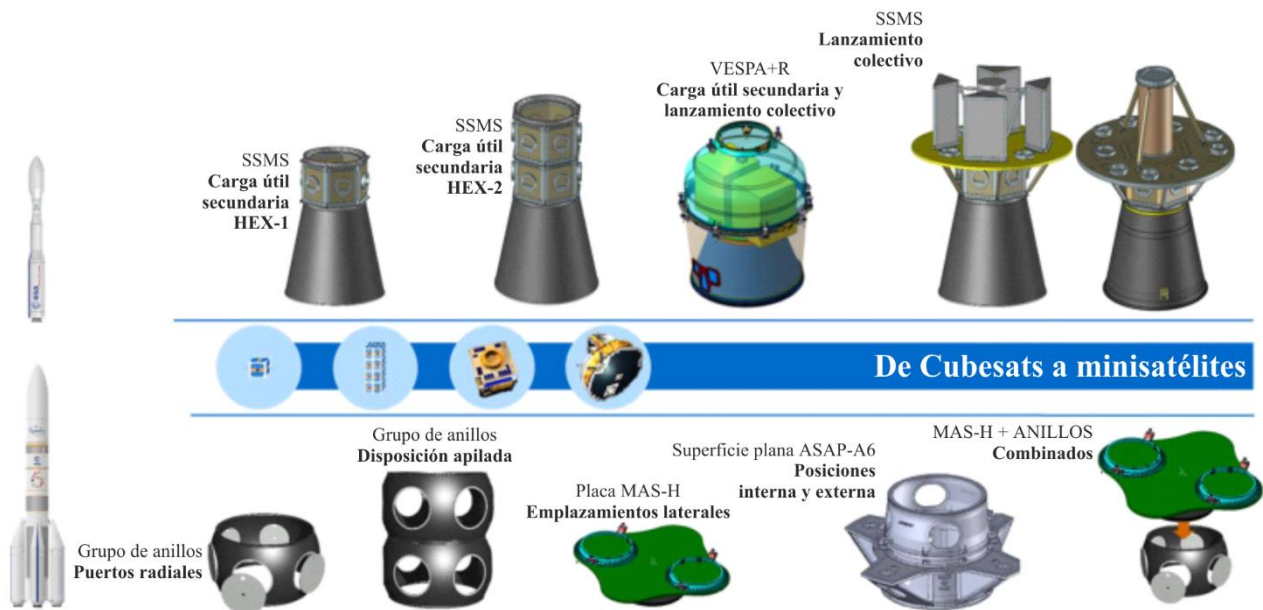 SSMS
Carga útil
secundaria
HEX-1
SSMS
Carga útil
secundaria
HEX-2
VESPA+R
Carga útil secundaria y
lanzamiento colectivo
SSMS
Lanzamiento
colectivo
De Cubesats a minisatélites
Grupo de anillos
Puertos radiales
Grupo de anillos
Disposición apilada
Placa MAS-H
Emplazamientos laterales
Superficie plana ASAP-A6
Posiciones
interna y externa
MAS-H + ANILLOS
Combinados
esa